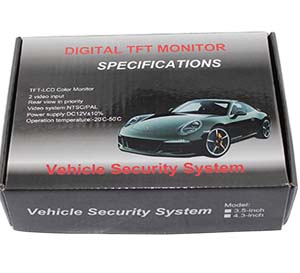 DIGITAL TFT MONITOR
SPECIFICATIONS
TFT-LCD Color Monitor
2 video input
Rear view in priority
Video system:NTSC/PAL
Power supply:DC12V±10%
Operation temperature:-20℃-60℃
Vehicle Security System
Vehicle Security System
Model: 3.5-inch
4.3-inch